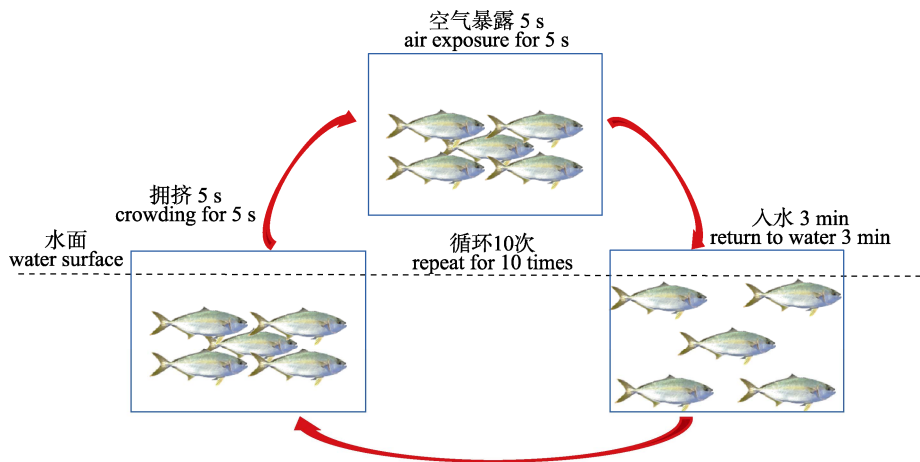 空气暴露 5 s
air exposure for 5 s
拥挤 5 s
crowding for 5 s
水面
water surface
循环10次
repeat for 10 times
入水 3 min
return to water 3 min